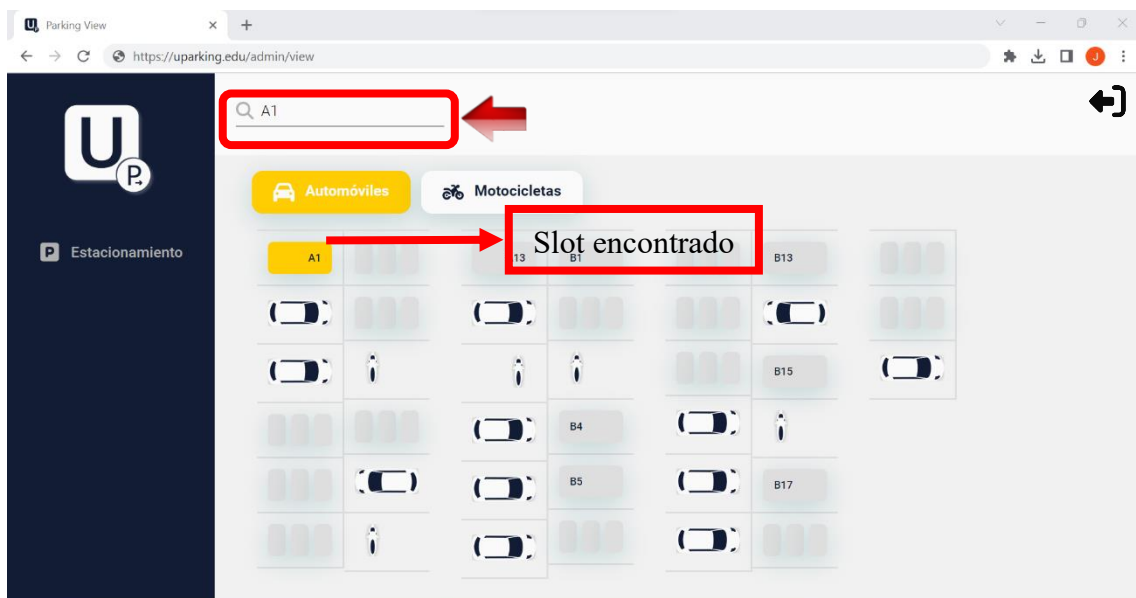 Parking View
https://uparking.edu/admin/view
J
A1
U
P
Automóviles
Motocicletas
P Estacionamiento
Slot encontrado
A1
13
B1
B13
B15
B4
B5
B17